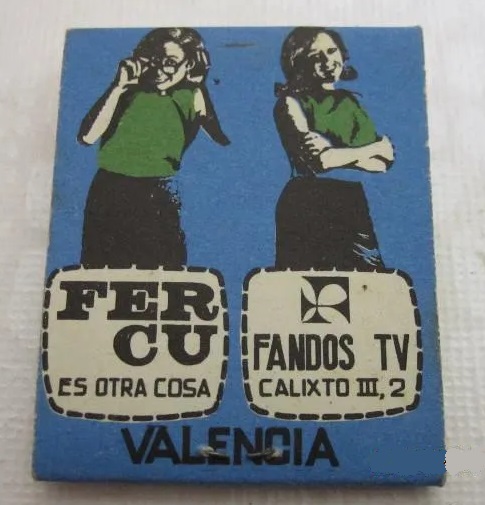 FER
CU
ES OTRA COSA
FANDOS TV
CALIXTO III, 2
VALENCIA